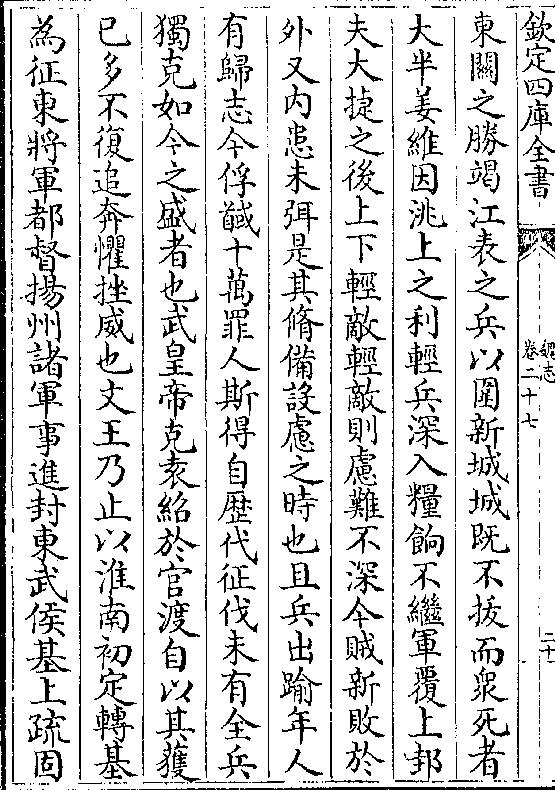 欽定四庫全書
魏志
卷二十七
二十
東關之勝竭江表之兵以圍新城城既不拔而衆死者
大半姜維因洮上之利輕兵深入糧餉不繼軍覆上邽
夫大捷之後上下輕敵輕敵則慮難不深今賊新敗於
外又内患未弭是其脩備設慮之時也且兵出踰年人
有歸志今俘馘十萬罪人斯得自歴代征伐未有全兵
獨克如今之盛者也武皇帝克袁紹於官渡自以其獲
已多不復追奔懼挫威也文王乃止以淮南初定轉基
為征東將軍都督揚州諸軍事進封東武侯基上疏固